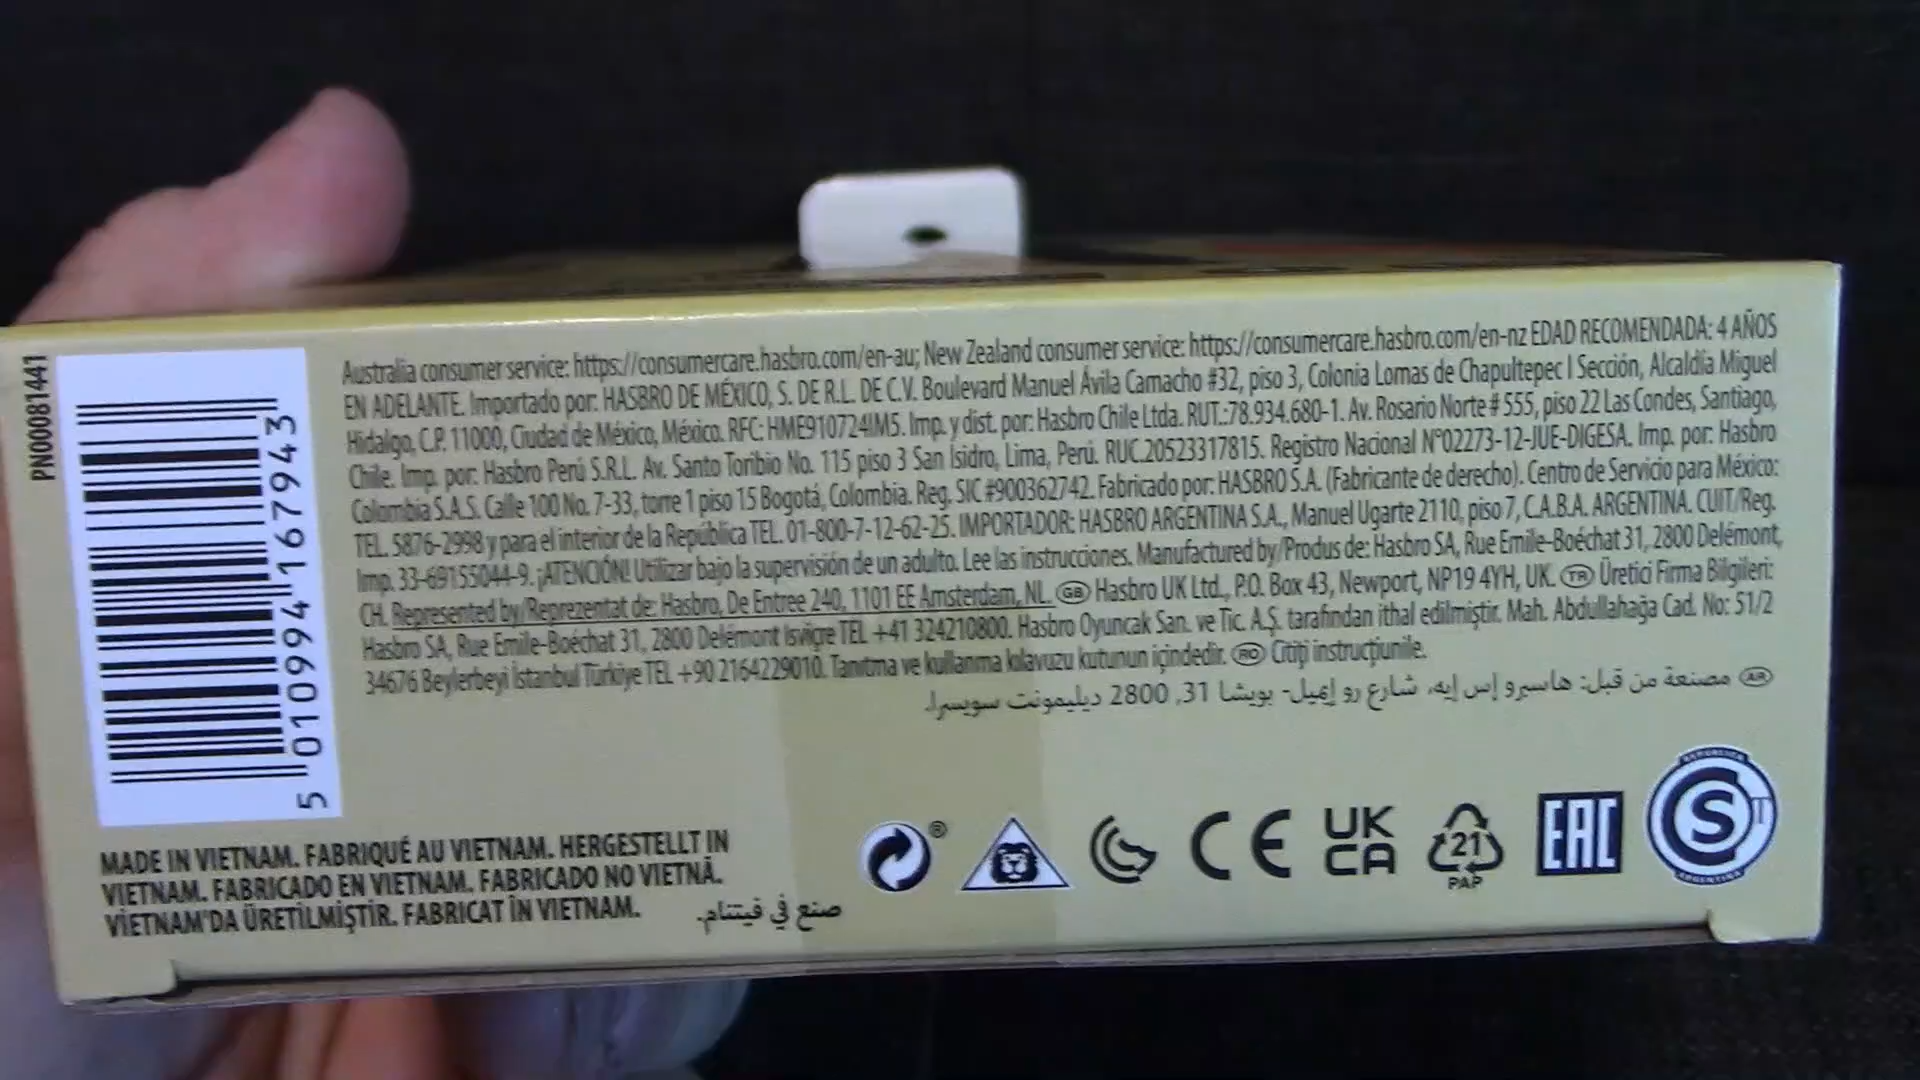 PN00081441
5 010994 167943
Australia consumer service: https://consumercare.hasbro.com/en-au; New Zealand consumer service: https://consumercare.hasbro.com/en-nz EDAD RECOMENDADA: 4 AÑOS
EN ADELANTE. Importado por: HASBRO DE MÉXICO, S. DE R.L. DE C.V. Boulevard Manuel Ávila Camacho #32, piso 3, Colonia Lomas de Chapultepec I Sección, Alcaldía Miguel
Hidalgo, C.P. 11000, Ciudad de México, México. RFC: HME910724IM5. Imp. y dist. por: Hasbro Chile Ltda. RUT.:78.934.680-1. Av. Rosario Norte # 555, piso 22 Las Condes, Santiago,
Chile. Imp. por: Hasbro Perú S.R.L. Av. Santo Toribio No. 115 piso 3 San Isidro, Lima, Perú. RUC.20523317815. Registro Nacional N°02273-12-JUE-DIGESA. Imp. por: Hasbro
Colombia S.A.S. Calle 100 No. 7-33, torre 1 piso 15 Bogotá, Colombia. Reg. SIC #900362742. Fabricado por: HASBRO S.A. (Fabricante de derecho). Centro de Servicio para México:
TEL. 5876-2998 y para el interior de la República TEL. 01-800-7-12-62-25. IMPORTADOR: HASBRO ARGENTINA S.A., Manuel Ugarte 2110, piso 7, C.A.B.A. ARGENTINA. CUIT/Reg.
Imp. 33-69155044-9. ¡ATENCIÓN! Utilizar bajo la supervisión de un adulto. Lee las instrucciones. Manufactured by/Produs de: Hasbro SA, Rue Emile-Boéchat 31, 2800 Delémont,
CH. Represented by/Reprezentat de: Hasbro, De Entree 240, 1101 EE Amsterdam, NL. GB Hasbro UK Ltd., P.O. Box 43, Newport, NP19 4YH, UK. TR Üretici Firma Bilgileri:
Hasbro SA, Rue Emile-Boéchat 31, 2800 Delémont İsviçre TEL +41 324210800. Hasbro Oyuncak San. ve Tic. A.Ş. tarafından ithal edilmiştir. Mah. Abdullahağa Cad. No: 51/2
34676 Beylerbeyi İstanbul Türkiye TEL +90 2164229010. Tanıtma ve kullanma kılavuzu kutunun içindedir. RO Citiți instrucțiunile.
AR مصنعة من قبل: هاسبرو إس إيه، شارع رو إيميل- بويشا 31, 2800 ديليمونت سويسرا.
MADE IN VIETNAM. FABRIQUÉ AU VIETNAM. HERGESTELLT IN
VIETNAM. FABRICADO EN VIETNAM. FABRICADO NO VIETNÃ.
VİETNAM'DA ÜRETİLMİŞTİR. FABRICAT ÎN VIETNAM.
صنع في فيتنام.
®
CE
UK
CA
21
PAP
EAC
REPUBLICA
S
T
ARGENTINA